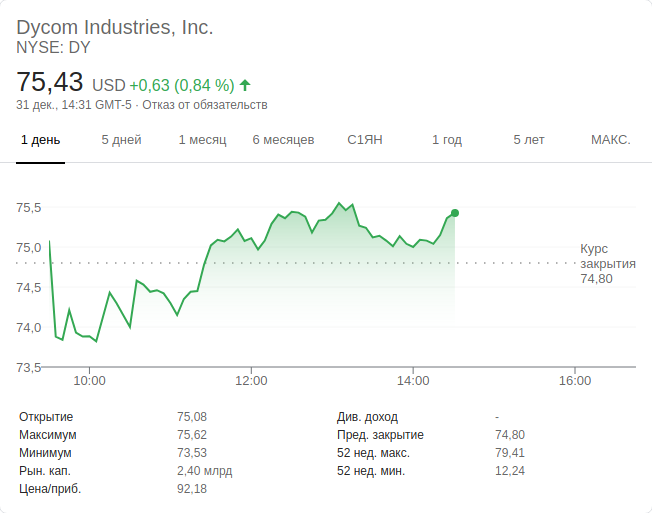 Dycom Industries, Inc.
NYSE: DY
75,43 USD +0,63 (0,84 %)
31 дек., 14:31 GMT-5 · Отказ от обязательств
1 день 5 дней 1 месяц 6 месяцев С1ЯН 1 год 5 лет МАКС.
75,5
75,0
74,5
74,0
73,5
Курс
закрытия
74,80
10:00 12:00 14:00 16:00
Открытие 75,08 Див. доход -
Максимум 75,62 Пред. закрытие 74,80
Минимум 73,53 52 нед. макс. 79,41
Рын. кап. 2,40 млрд 52 нед. мин. 12,24
Цена/приб. 92,18